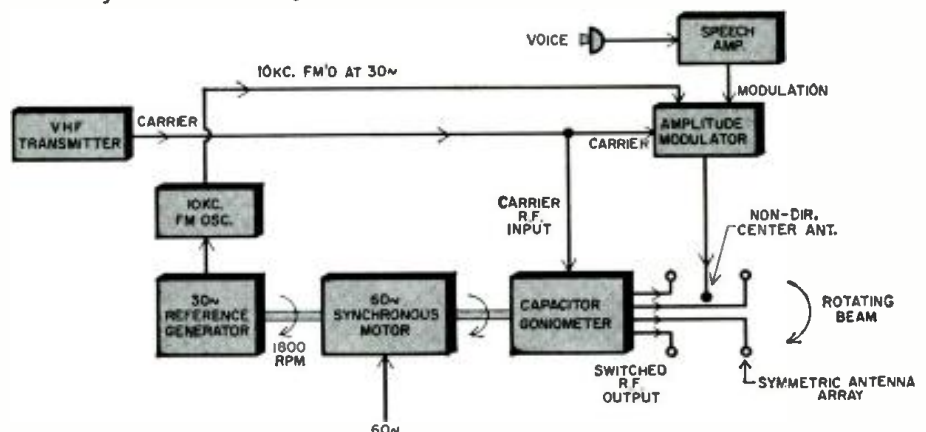 VOICE
SPEECH
AMP.
10KC. FM'D AT 30~
MODULATION
VHF
TRANSMITTER
CARRIER
CARRIER
AMPLITUDE
MODULATOR
10KC.
FM OSC.
CARRIER
R.F.
INPUT
NON-DIR.
CENTER ANT.
30~
REFERENCE
GENERATOR
1800
RPM
60~
SYNCHRONOUS
MOTOR
CAPACITOR
GONIOMETER
ROTATING
BEAM
SWITCHED
R.F.
OUTPUT
SYMMETRIC ANTENNA
ARRAY
60~